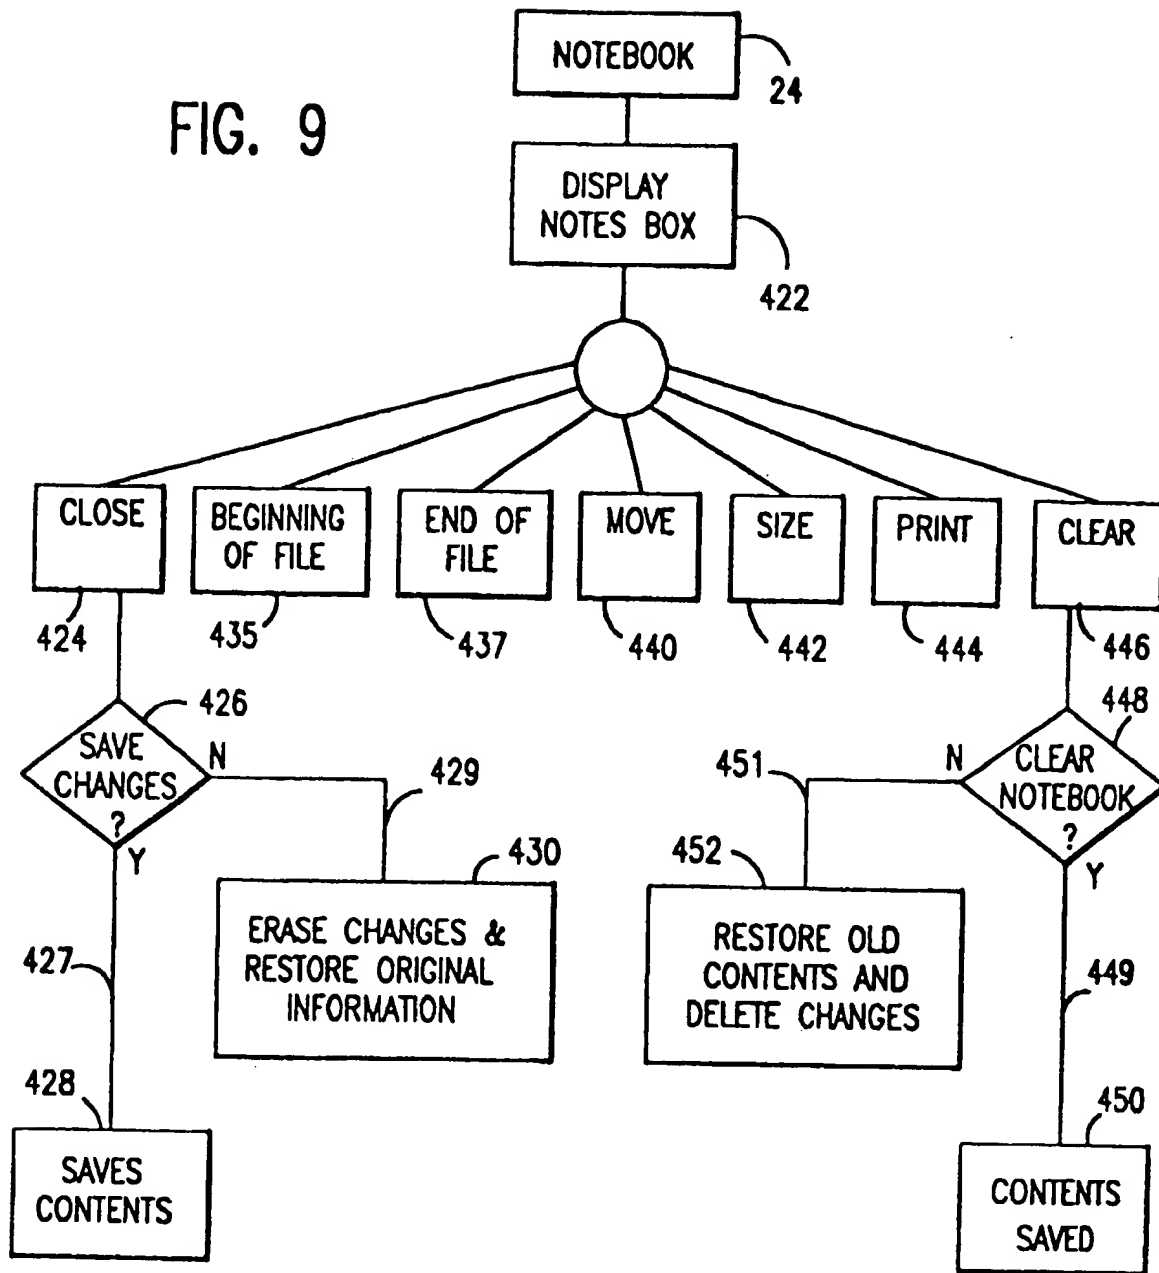 FIG. 9
NOTEBOOK
24
DISPLAY
NOTES BOX
422
CLOSE
BEGINNING
OF FILE
END OF
FILE
MOVE
SIZE
PRINT
CLEAR
424
435
437
440
442
444
446
426
SAVE
CHANGES
?
N
Y
429
430
ERASE CHANGES &
RESTORE ORIGINAL
INFORMATION
427
428
SAVES
CONTENTS
448
CLEAR
NOTEBOOK
?
N
Y
451
452
RESTORE OLD
CONTENTS AND
DELETE CHANGES
449
450
CONTENTS
SAVED